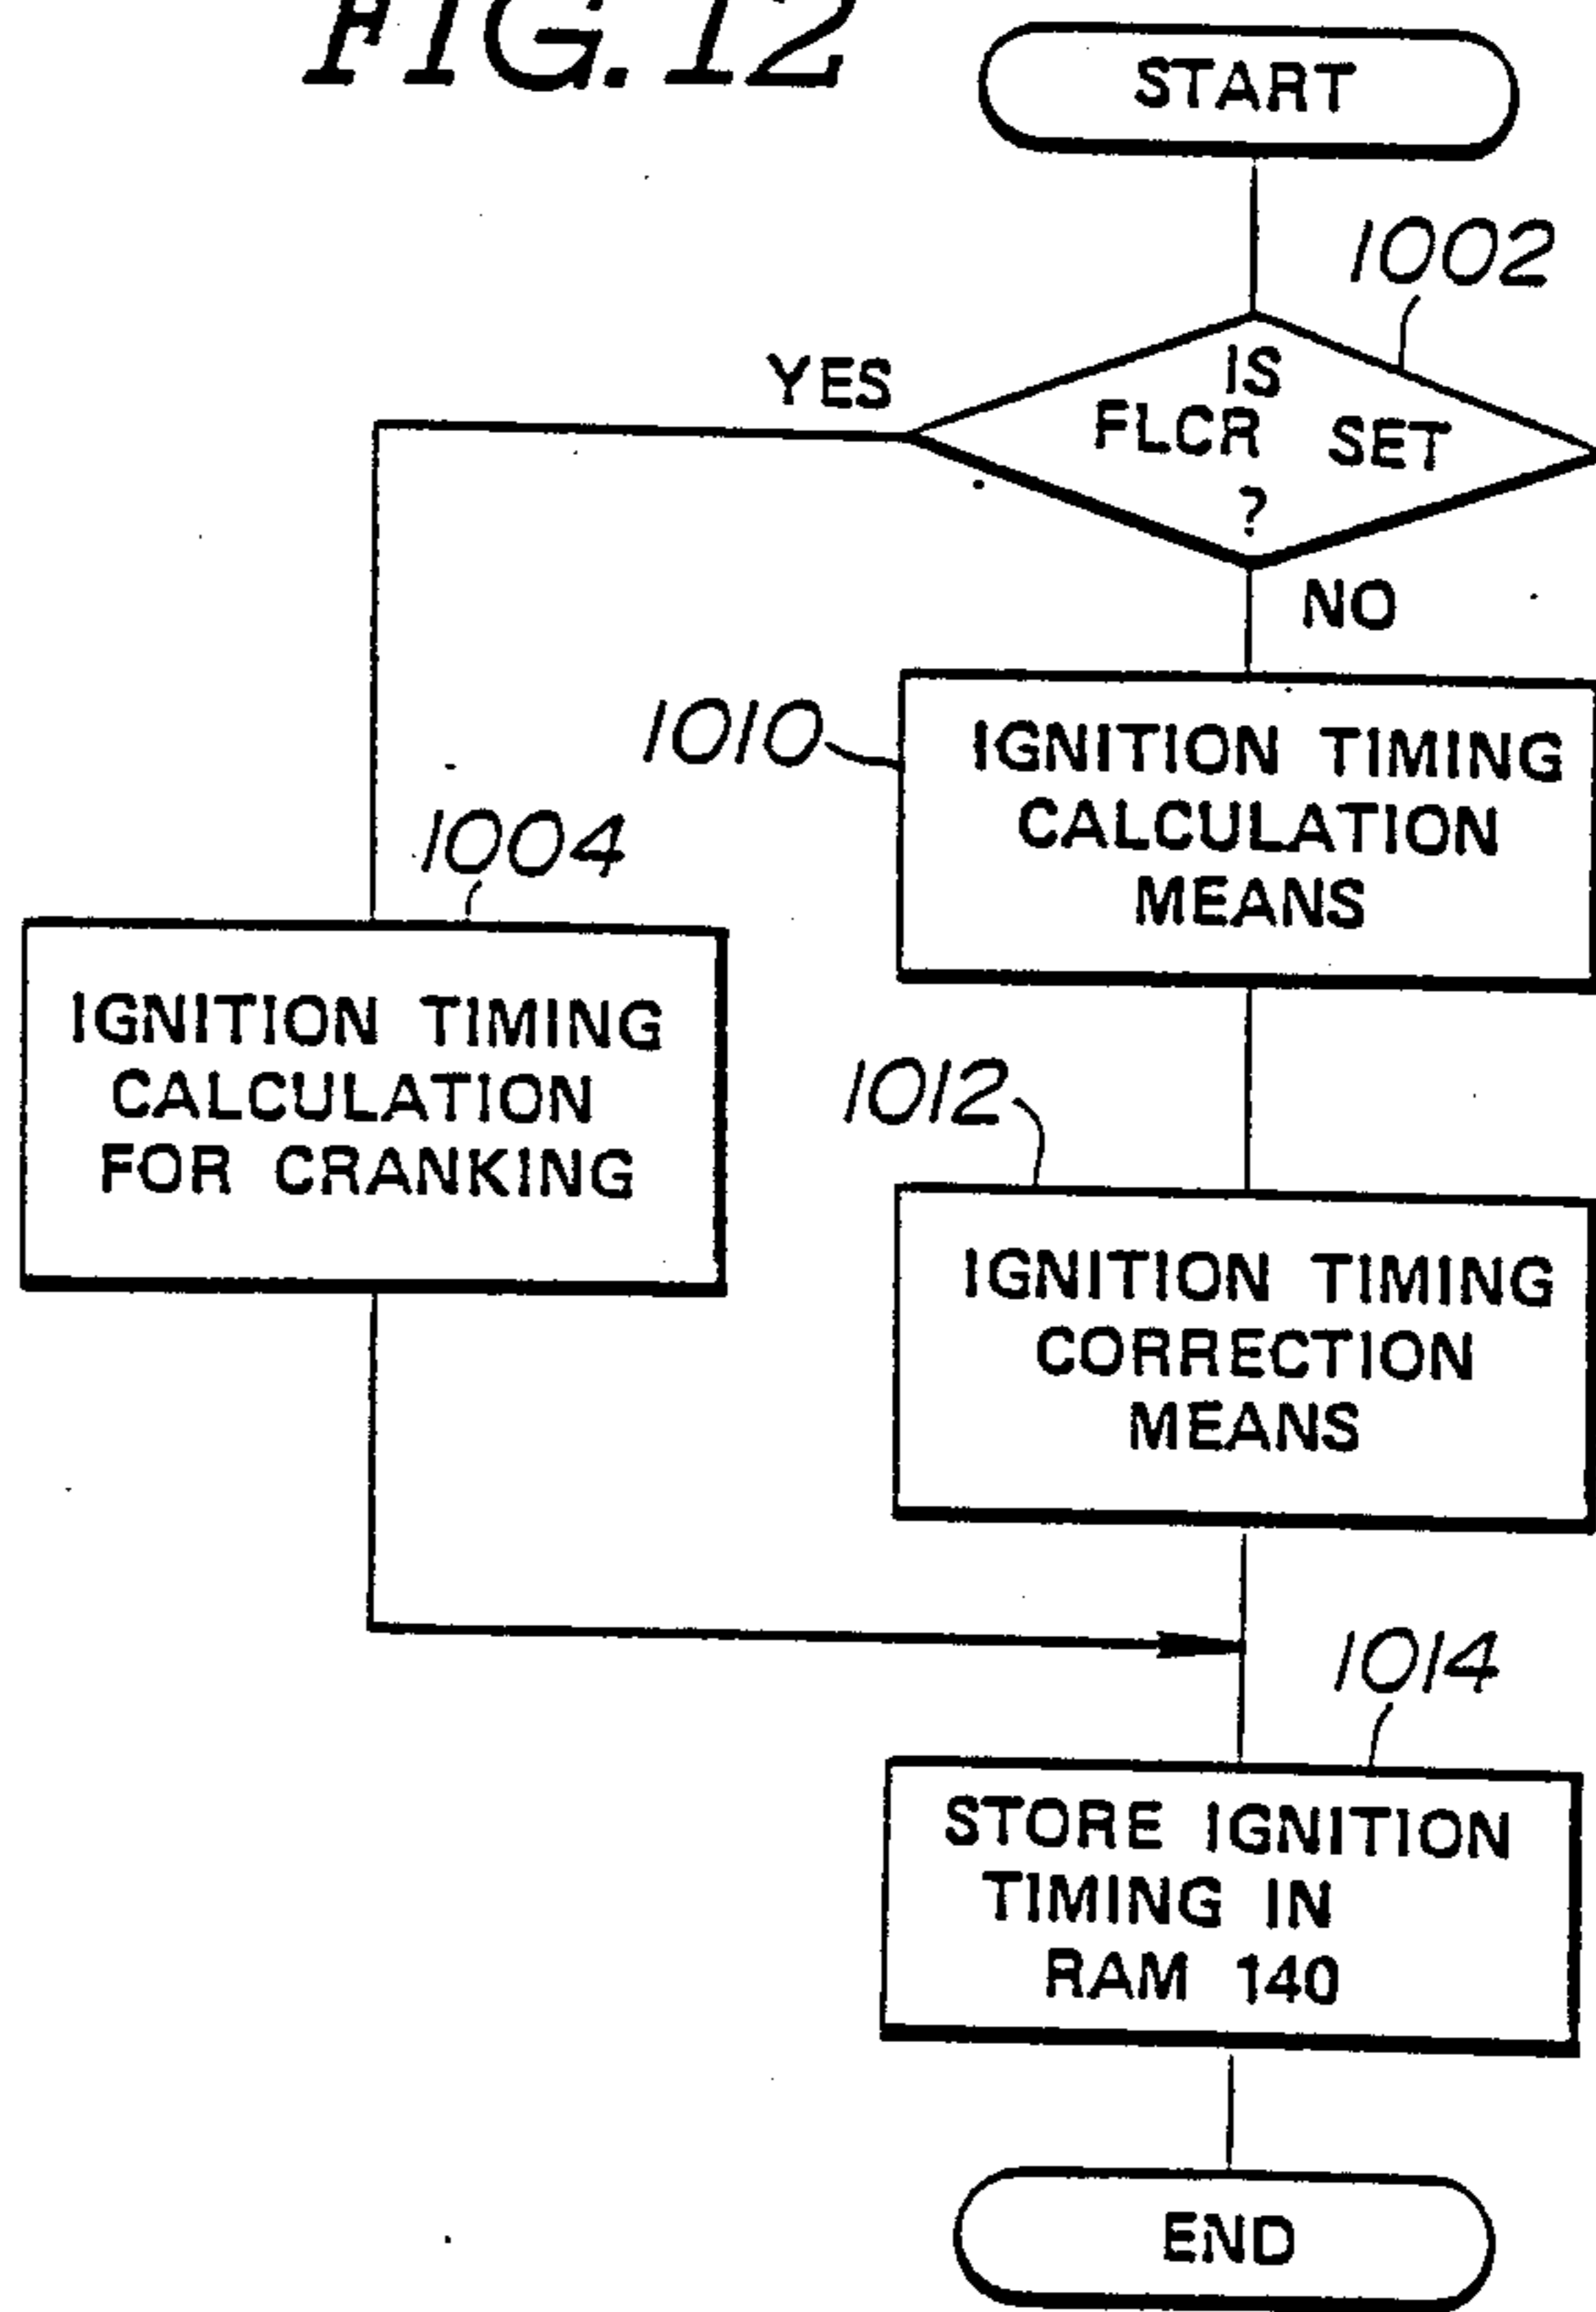 FIG.12
START
1002
IS
FLCR SET
?
YES
NO
1010
IGNITION TIMING
CALCULATION
MEANS
1004
IGNITION TIMING
CALCULATION
FOR CRANKING
1012
IGNITION TIMING
CORRECTION
MEANS
1014
STORE IGNITION
TIMING IN
RAM 140
END